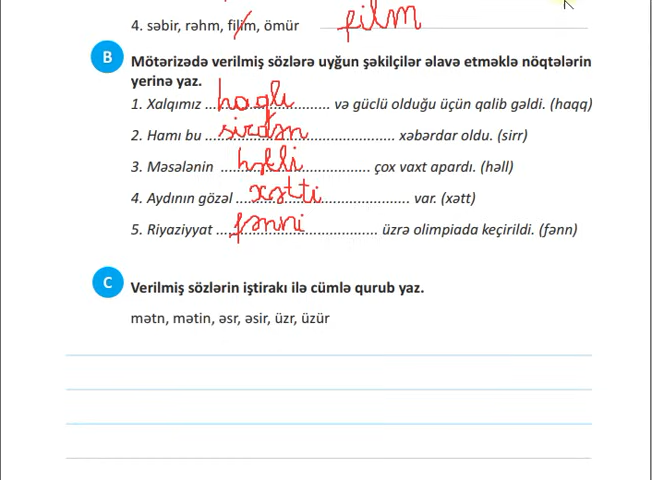 4. səbir, rəhm, filim, ömür film
B Mötərizədə verilmiş sözlərə uyğun şəkilçilər əlavə etməklə nöqtələrin
yerinə yaz.
1. Xalqımız ... haqlı ......... və güclü olduğu üçün qalib gəldi. (haqq)
2. Hamı bu ... sirdən ......... xəbərdar oldu. (sirr)
3. Məsələnin ... həlli ......... çox vaxt apardı. (həll)
4. Aydının gözəl ... xətti ......... var. (xətt)
5. Riyaziyyat ... fənni ......... üzrə olimpiada keçirildi. (fənn)
C Verilmiş sözlərin iştirakı ilə cümlə qurub yaz.
mətn, mətin, əsr, əsir, üzr, üzür